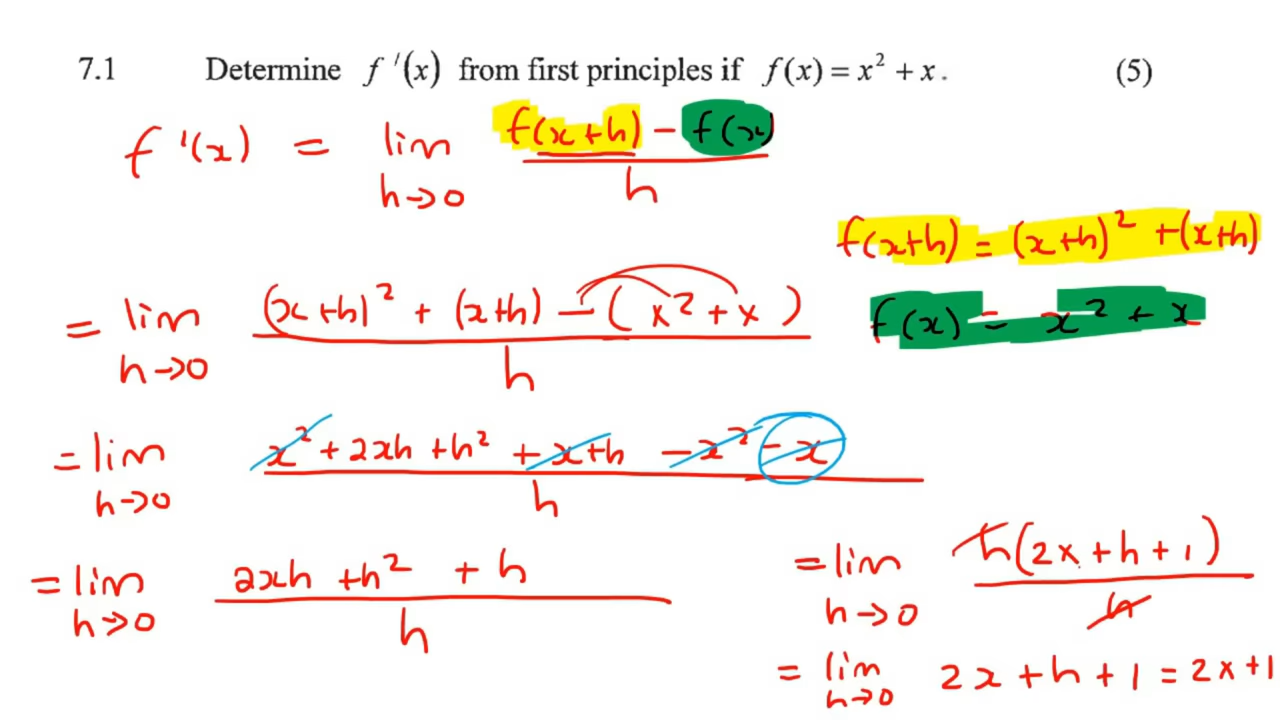 7.1 Determine f '(x) from first principles if f(x) = x² + x. (5)
f '(x) = lim h→0 (f(x+h) − f(x)) / h
f(x+h) = (x+h)² + (x+h)
f(x) = x² + x
= lim h→0 ((x+h)² + (x+h) − (x² + x)) / h
= lim h→0 (x² + 2xh + h² + x + h − x² − x) / h
= lim h→0 (2xh + h² + h) / h
= lim h→0 h(2x + h + 1) / h
= lim h→0 2x + h + 1 = 2x + 1